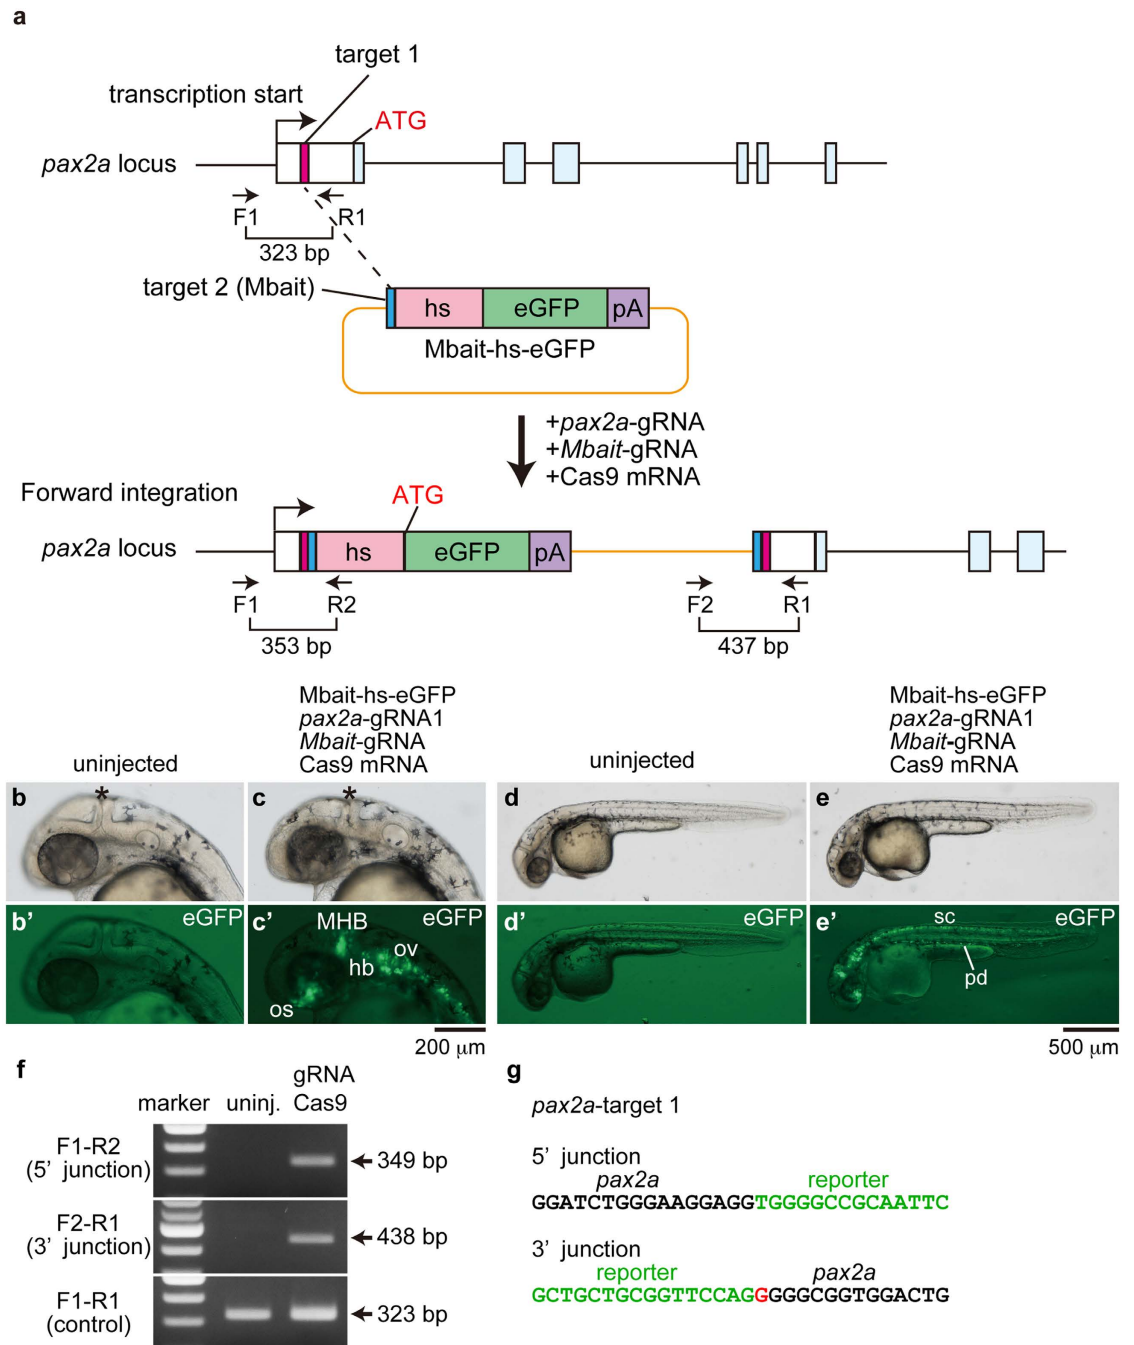 a
target 1
transcription start
ATG
pax2a locus
F1
R1
323 bp
target 2 (Mbait)
hs
eGFP
pA
Mbait-hs-eGFP
+pax2a-gRNA
+Mbait-gRNA
+Cas9 mRNA
Forward integration
ATG
pax2a locus
hs
eGFP
pA
F1
R2
F2
R1
353 bp
437 bp
uninjected
Mbait-hs-eGFP
pax2a-gRNA1
Mbait-gRNA
Cas9 mRNA
uninjected
Mbait-hs-eGFP
pax2a-gRNA1
Mbait-gRNA
Cas9 mRNA
b
*
c
*
d
e
b'
eGFP
c'
MHB
eGFP
ov
hb
os
d'
eGFP
e'
sc
eGFP
pd
200 μm
500 μm
f
marker
uninj.
gRNA
Cas9
F1-R2
(5' junction)
349 bp
F2-R1
(3' junction)
438 bp
F1-R1
(control)
323 bp
g
pax2a-target 1
5' junction
pax2a
reporter
GGATCTGGGAAGGAGGTGGGGCCGCAATTC
3' junction
reporter
pax2a
GCTGCTGCGGTTCCAGGGGGCGGTGGACTG